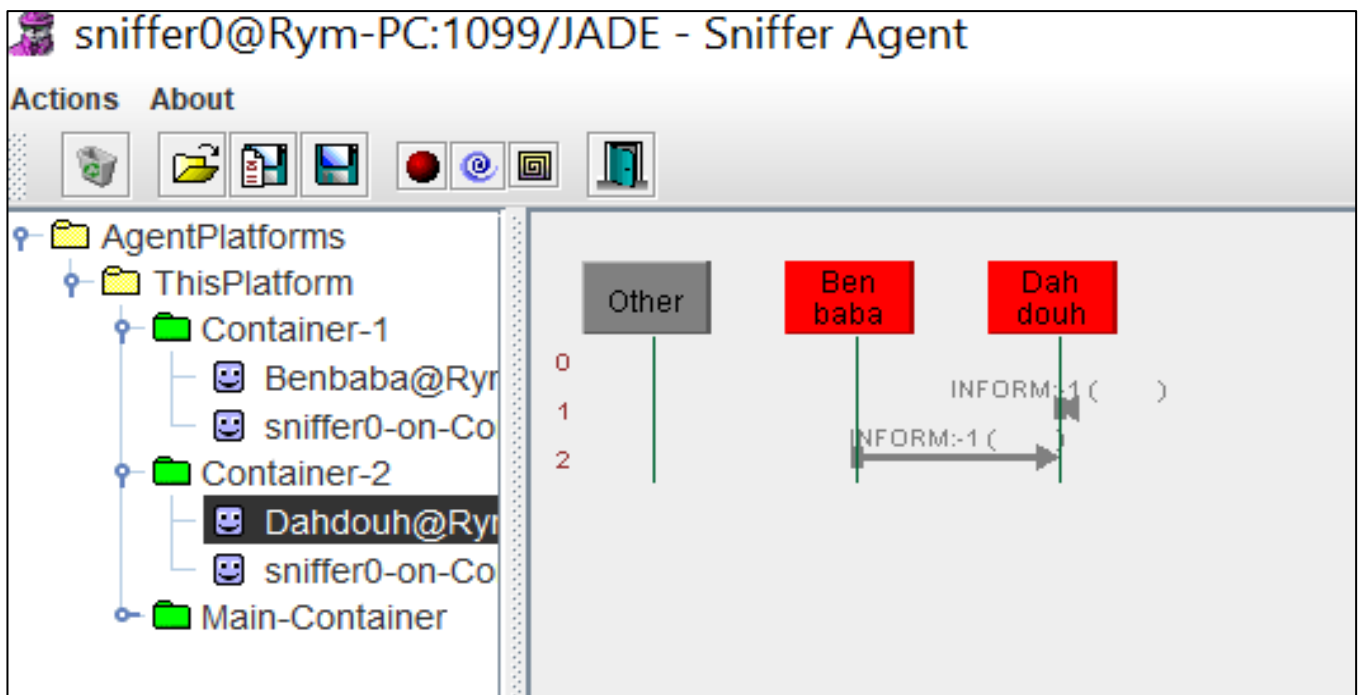 sniffer0@Rym-PC:1099/JADE - Sniffer Agent
Actions About
AgentPlatforms
ThisPlatform
Container-1
Benbaba@Ryr
sniffer0-on-Co
Container-2
Dahdouh@Ryr
sniffer0-on-Co
Main-Container
Other
Ben
baba
Dah
douh
0
INFORM:-1 ( )
1
INFORM:-1 ( )
2